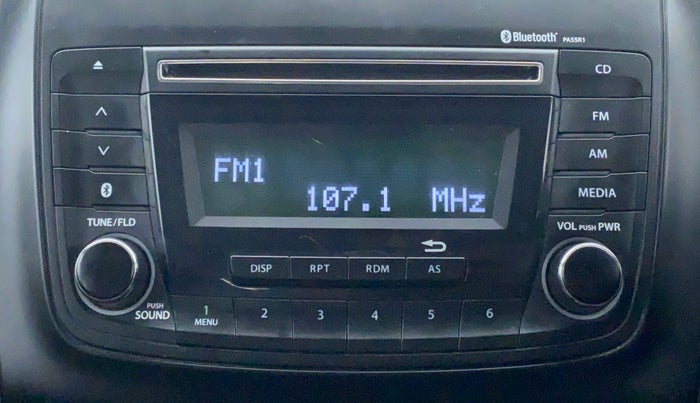 Bluetooth PA5SR1
CD
FM
AM
MEDIA
FM1
107.1 MHz
TUNE/FLD
VOL PUSH PWR
DISP RPT RDM AS
PUSH
SOUND
1 2 3 4 5 6
MENU